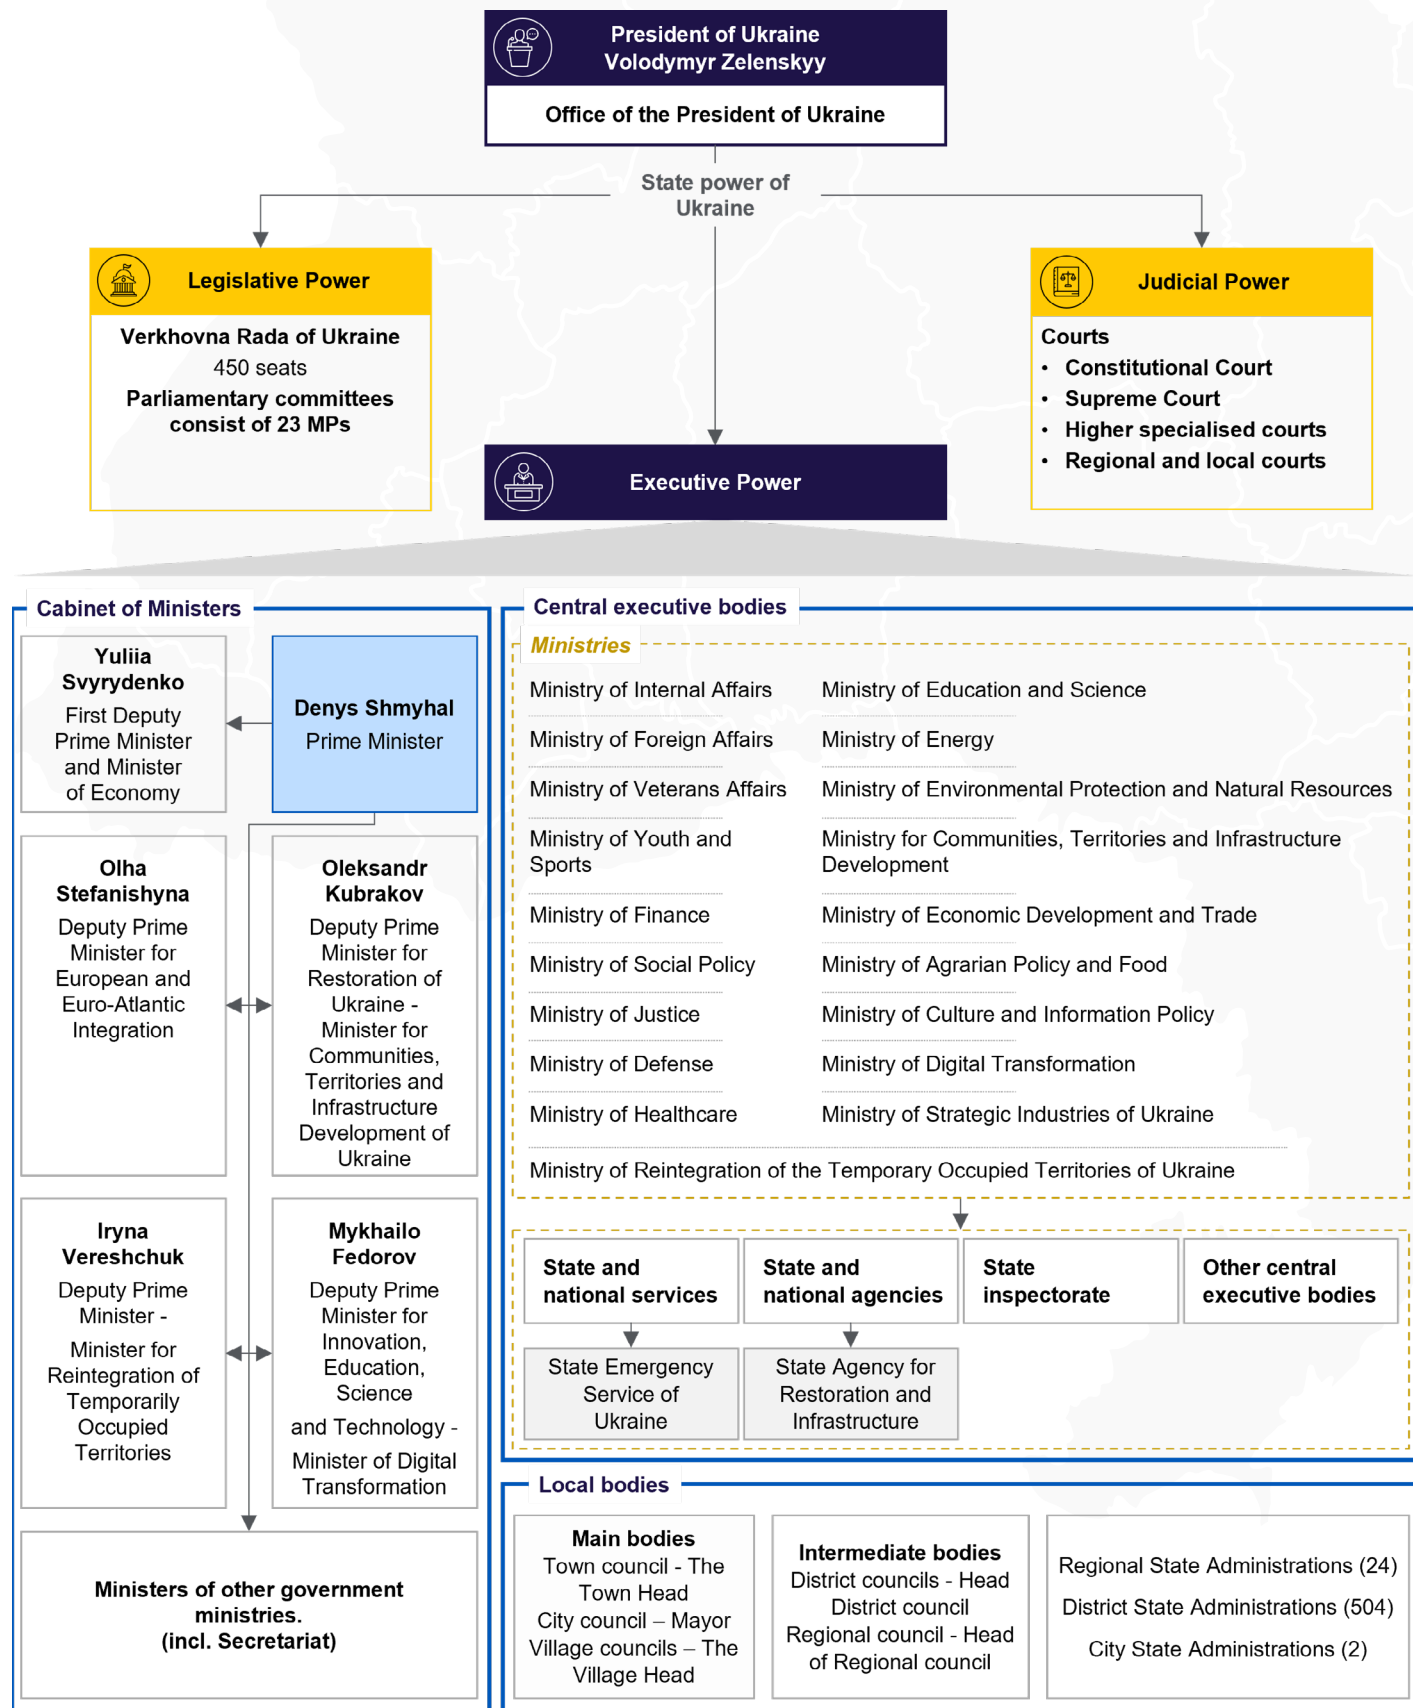 President of Ukraine
Volodymyr Zelenskyy
Office of the President of Ukraine
State power of
Ukraine
Legislative Power
Verkhovna Rada of Ukraine
450 seats
Parliamentary committees
consist of 23 MPs
Judicial Power
Courts
• Constitutional Court
• Supreme Court
• Higher specialised courts
• Regional and local courts
Executive Power
Cabinet of Ministers
Yuliia
Svyrydenko
First Deputy
Prime Minister
and Minister
of Economy
Denys Shmyhal
Prime Minister
Olha
Stefanishyna
Deputy Prime
Minister for
European and
Euro-Atlantic
Integration
Oleksandr
Kubrakov
Deputy Prime
Minister for
Restoration of
Ukraine -
Minister for
Communities,
Territories and
Infrastructure
Development of
Ukraine
Iryna
Vereshchuk
Deputy Prime
Minister -
Minister for
Reintegration of
Temporarily
Occupied
Territories
Mykhailo
Fedorov
Deputy Prime
Minister for
Innovation,
Education,
Science
and Technology -
Minister of Digital
Transformation
Ministers of other government
ministries.
(incl. Secretariat)
Central executive bodies
Ministries
Ministry of Internal Affairs
Ministry of Education and Science
Ministry of Foreign Affairs
Ministry of Energy
Ministry of Veterans Affairs
Ministry of Environmental Protection and Natural Resources
Ministry of Youth and
Sports
Ministry for Communities, Territories and Infrastructure
Development
Ministry of Finance
Ministry of Economic Development and Trade
Ministry of Social Policy
Ministry of Agrarian Policy and Food
Ministry of Justice
Ministry of Culture and Information Policy
Ministry of Defense
Ministry of Digital Transformation
Ministry of Healthcare
Ministry of Strategic Industries of Ukraine
Ministry of Reintegration of the Temporary Occupied Territories of Ukraine
State and
national services
State and
national agencies
State
inspectorate
Other central
executive bodies
State Emergency
Service of
Ukraine
State Agency for
Restoration and
Infrastructure
Local bodies
Main bodies
Town council - The
Town Head
City council – Mayor
Village councils – The
Village Head
Intermediate bodies
District councils - Head
District council
Regional council - Head
of Regional council
Regional State Administrations (24)
District State Administrations (504)
City State Administrations (2)